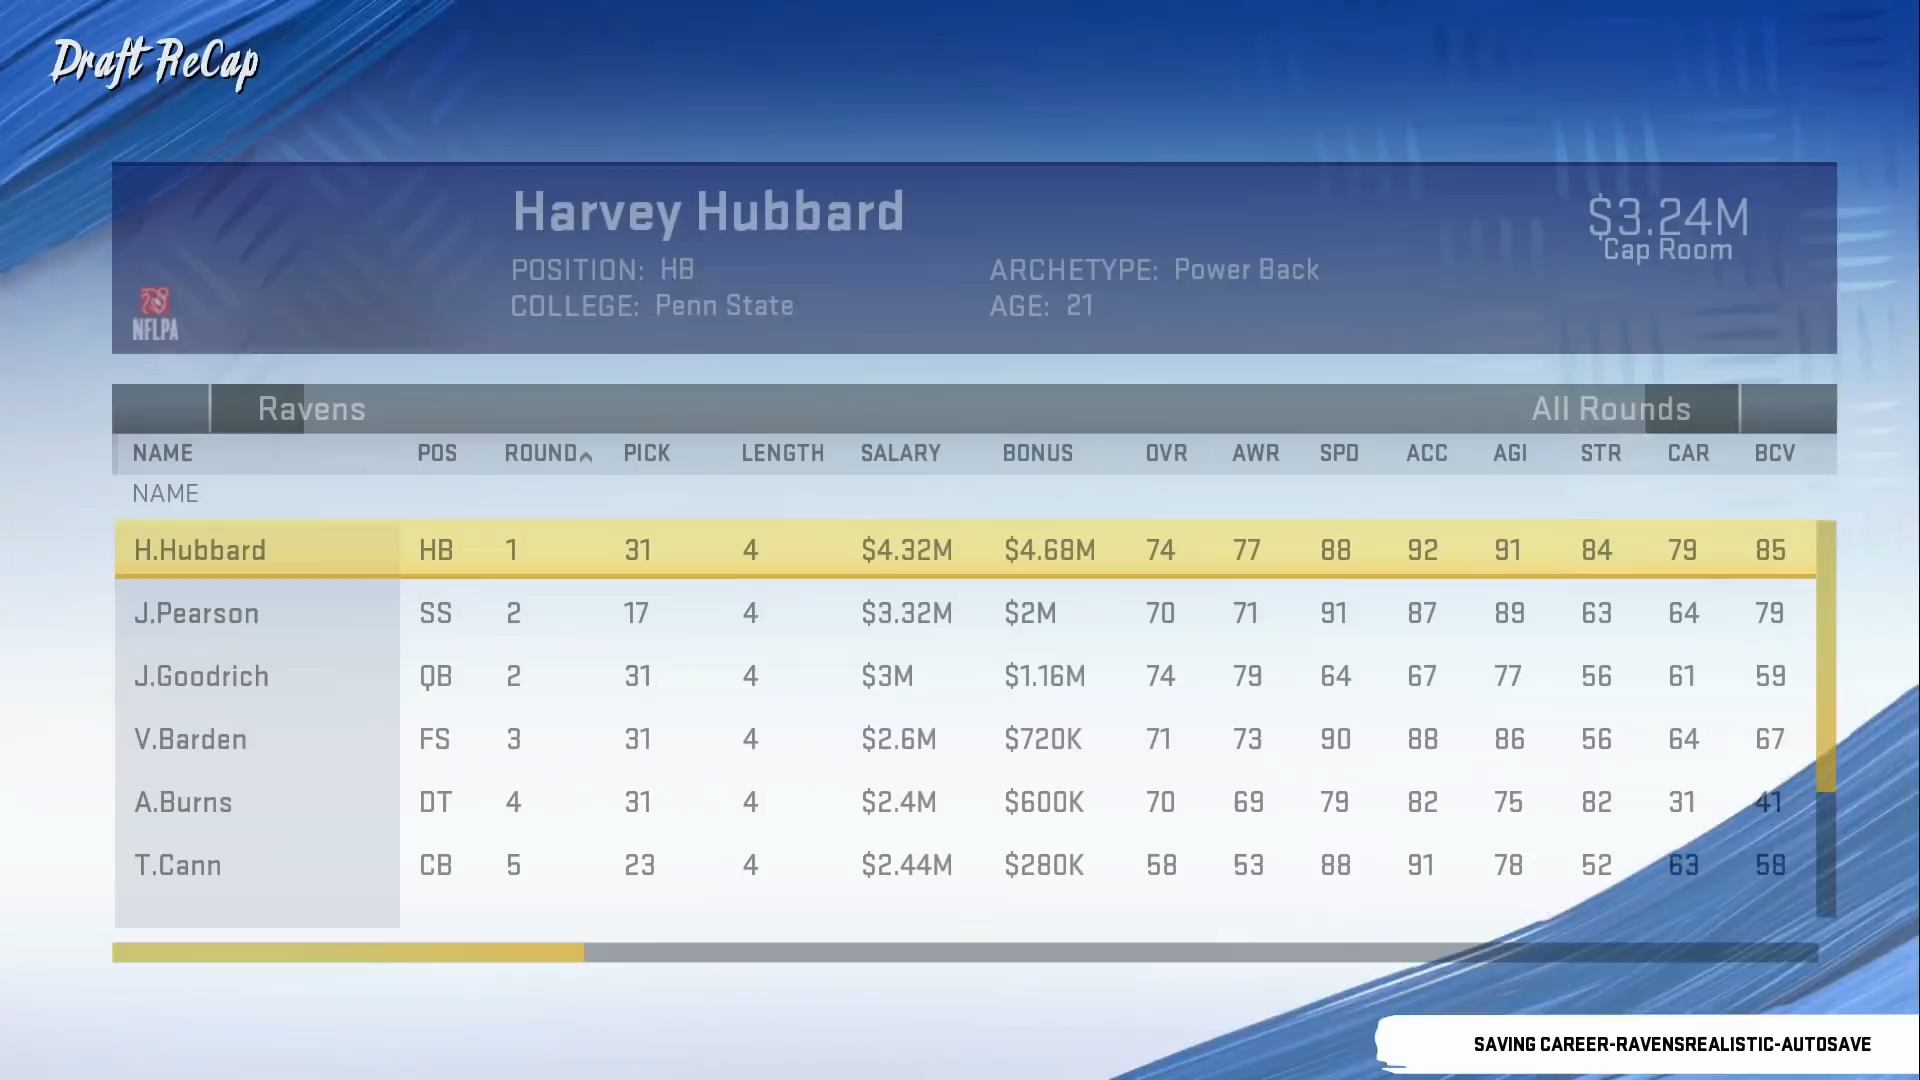 Draft ReCap
Harvey Hubbard
$3.24M
Cap Room
POSITION: HB
ARCHETYPE: Power Back
COLLEGE: Penn State
AGE: 21
NFLPA
Ravens
All Rounds
NAME POS ROUND PICK LENGTH SALARY BONUS OVR AWR SPD ACC AGI STR CAR BCV
NAME
H.Hubbard HB 1 31 4 $4.32M $4.68M 74 77 88 92 91 84 79 85
J.Pearson SS 2 17 4 $3.32M $2M 70 71 91 87 89 63 64 79
J.Goodrich QB 2 31 4 $3M $1.16M 74 79 64 67 77 56 61 59
V.Barden FS 3 31 4 $2.6M $720K 71 73 90 88 86 56 64 67
A.Burns DT 4 31 4 $2.4M $600K 70 69 79 82 75 82 31 41
T.Cann CB 5 23 4 $2.44M $280K 58 53 88 91 78 52 63 58
SAVING CAREER-RAVENSREALISTIC-AUTOSAVE